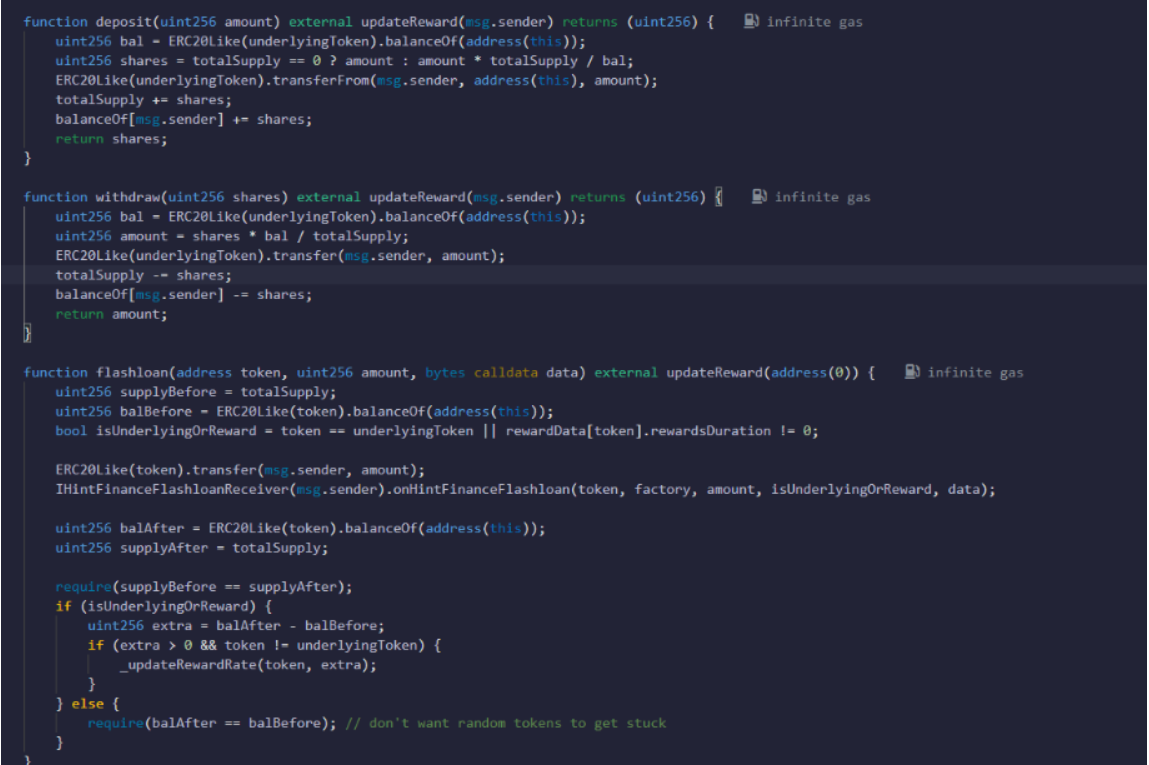 function deposit(uint256 amount) external updateReward(msg.sender) returns (uint256) { infinite gas
uint256 bal = ERC20Like(underlyingToken).balanceOf(address(this));
uint256 shares = totalSupply == 0 ? amount : amount * totalSupply / bal;
ERC20Like(underlyingToken).transferFrom(msg.sender, address(this), amount);
totalSupply += shares;
balanceOf[msg.sender] += shares;
return shares;
}
function withdraw(uint256 shares) external updateReward(msg.sender) returns (uint256) { infinite gas
uint256 bal = ERC20Like(underlyingToken).balanceOf(address(this));
uint256 amount = shares * bal / totalSupply;
ERC20Like(underlyingToken).transfer(msg.sender, amount);
totalSupply -= shares;
balanceOf[msg.sender] -= shares;
return amount;
}
function flashloan(address token, uint256 amount, bytes calldata data) external updateReward(address(0)) { infinite gas
uint256 supplyBefore = totalSupply;
uint256 balBefore = ERC20Like(token).balanceOf(address(this));
bool isUnderlyingOrReward = token == underlyingToken || rewardData[token].rewardsDuration != 0;
ERC20Like(token).transfer(msg.sender, amount);
IHintFinanceFlashloanReceiver(msg.sender).onHintFinanceFlashloan(token, factory, amount, isUnderlyingOrReward, data);
uint256 balAfter = ERC20Like(token).balanceOf(address(this));
uint256 supplyAfter = totalSupply;
require(supplyBefore == supplyAfter);
if (isUnderlyingOrReward) {
uint256 extra = balAfter - balBefore;
if (extra > 0 && token != underlyingToken) {
_updateRewardRate(token, extra);
}
} else {
require(balAfter == balBefore); // don't want random tokens to get stuck
}
}